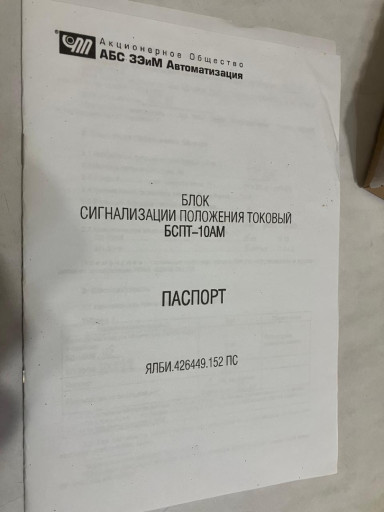 Акционерное Общество
АБС ЗЭиМ Автоматизация
БЛОК
СИГНАЛИЗАЦИИ ПОЛОЖЕНИЯ ТОКОВЫЙ
БСПТ–10АМ
ПАСПОРТ
ЯЛБИ.426449.152 ПС